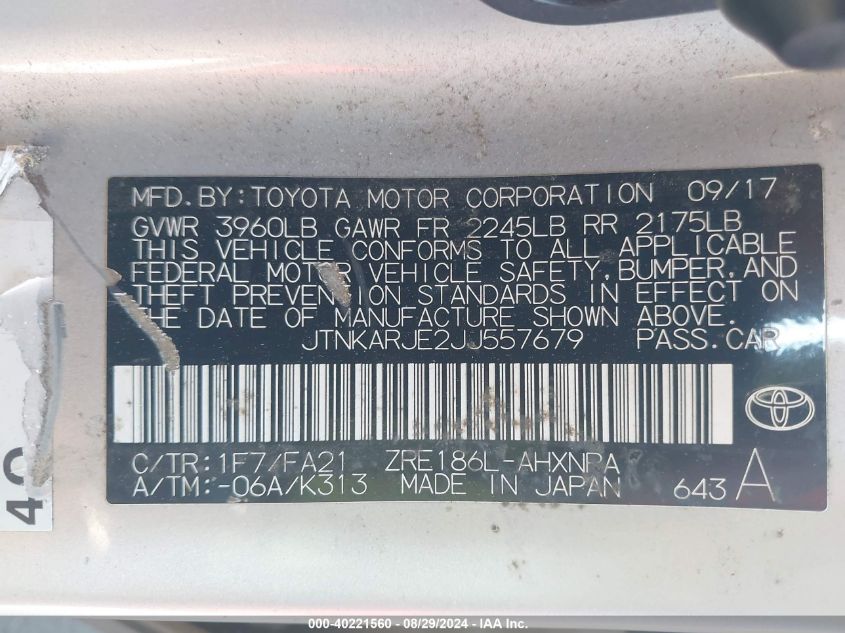 MFD.BY:TOYOTA MOTOR CORPORATION 09/17
GVWR 3960LB GAWR FR 2245LB RR 2175LB
THIS VEHICLE CONFORMS TO ALL APPLICABLE
FEDERAL MOTOR VEHICLE SAFETY,BUMPER,AND
THEFT PREVENTION STANDARDS IN EFFECT ON
THE DATE OF MANUFACTURE SHOWN ABOVE.
JTNKARJE2JJ557679 PASS.CAR
C/TR:1F7/FA21 ZRE186L-AHXNPA
A/TM:-06A/K313 MADE IN JAPAN 643 A
000-40221560 - 08/29/2024 - IAA Inc.